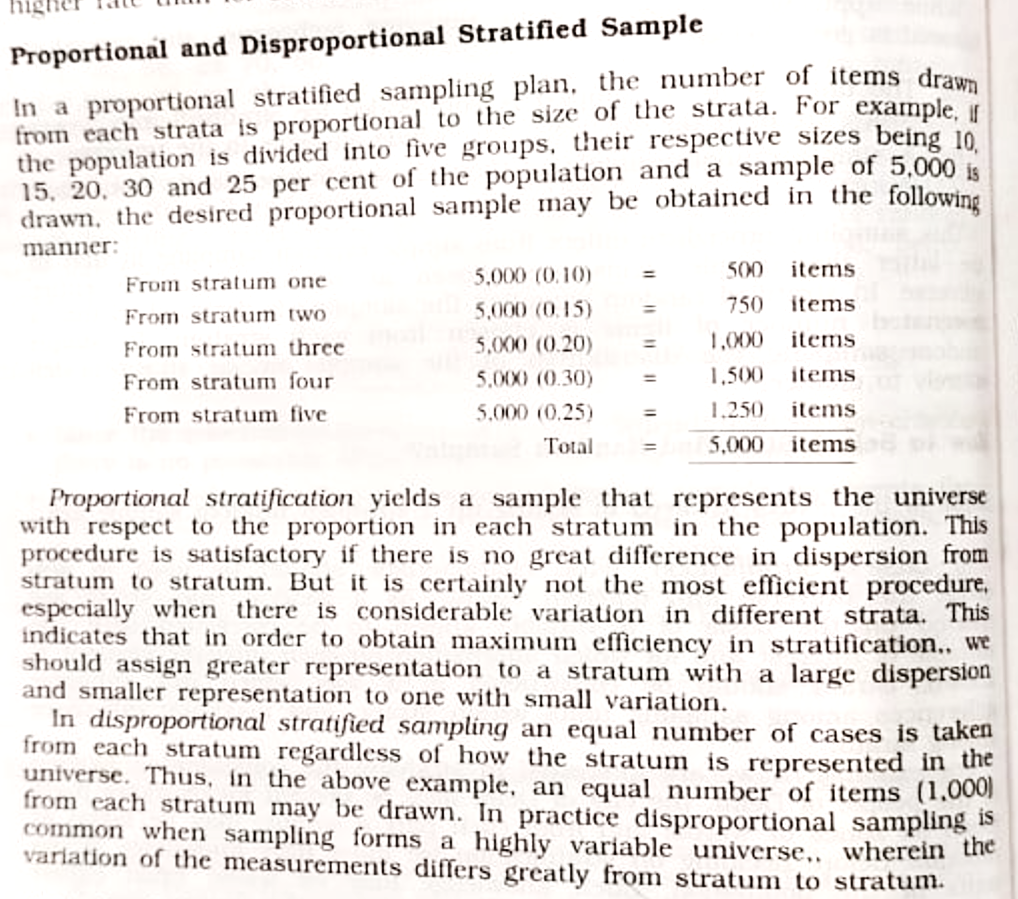 higher rate than
Proportional and Disproportional Stratified Sample
In a proportional stratified sampling plan, the number of items drawn
from each strata is proportional to the size of the strata. For example, if
the population is divided into five groups, their respective sizes being 10,
15, 20, 30 and 25 per cent of the population and a sample of 5,000 is
drawn, the desired proportional sample may be obtained in the following
manner:
From stratum one 5,000 (0.10) = 500 items
From stratum two 5,000 (0.15) = 750 items
From stratum three 5,000 (0.20) = 1,000 items
From stratum four 5,000 (0.30) = 1,500 items
From stratum five 5,000 (0.25) = 1,250 items
Total = 5,000 items
Proportional stratification yields a sample that represents the universe
with respect to the proportion in each stratum in the population. This
procedure is satisfactory if there is no great difference in dispersion from
stratum to stratum. But it is certainly not the most efficient procedure,
especially when there is considerable variation in different strata. This
indicates that in order to obtain maximum efficiency in stratification,, we
should assign greater representation to a stratum with a large dispersion
and smaller representation to one with small variation.
In disproportional stratified sampling an equal number of cases is taken
from each stratum regardless of how the stratum is represented in the
universe. Thus, in the above example, an equal number of items (1,000)
from each stratum may be drawn. In practice disproportional sampling is
common when sampling forms a highly variable universe,, wherein the
variation of the measurements differs greatly from stratum to stratum.